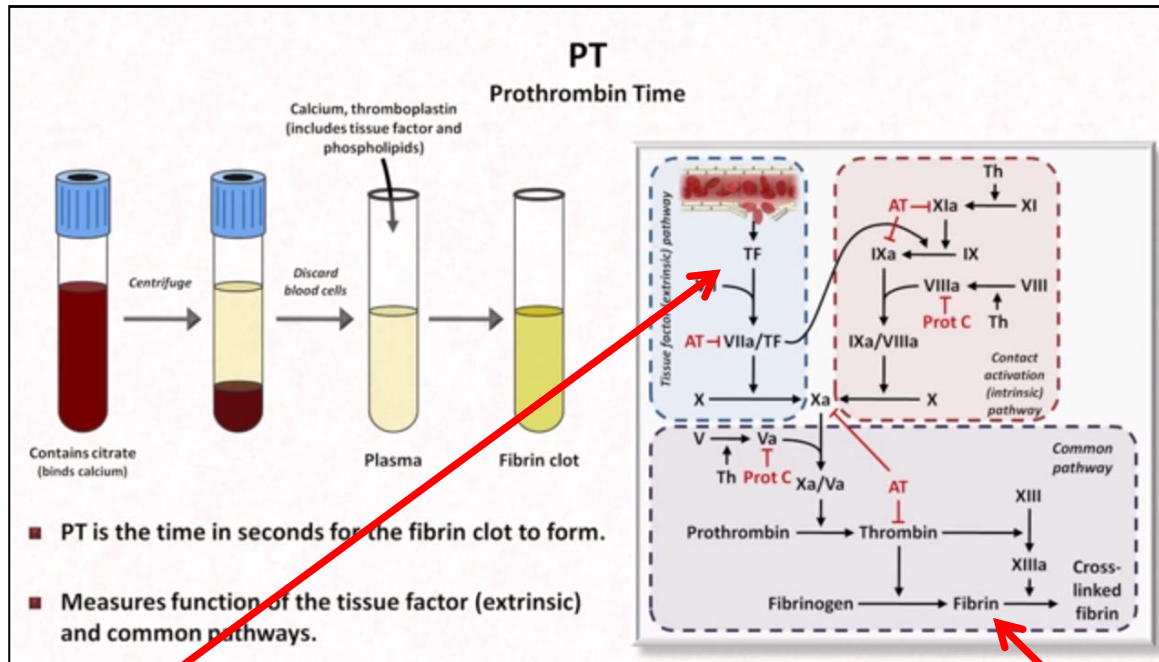 PT
Prothrombin Time
Calcium, thromboplastin
(includes tissue factor and
phospholipids)
Centrifuge
Discard
blood cells
Contains citrate
(binds calcium)
Plasma
Fibrin clot
PT is the time in seconds for the fibrin clot to form.
Measures function of the tissue factor (extrinsic)
and common pathways.
Tissue factor (extrinsic) pathway
TF
AT VIIa/TF
X Xa X
Th
AT XIa XI
IXa IX
VIIIa VIII
Prot C Th
IXa/VIIIa
Contact
activation
(intrinsic)
pathway
Common
pathway
V Va
Th Prot C
Xa/Va
AT
XIII
Prothrombin Thrombin
XIIIa
Fibrinogen Fibrin
Cross-
linked
fibrin